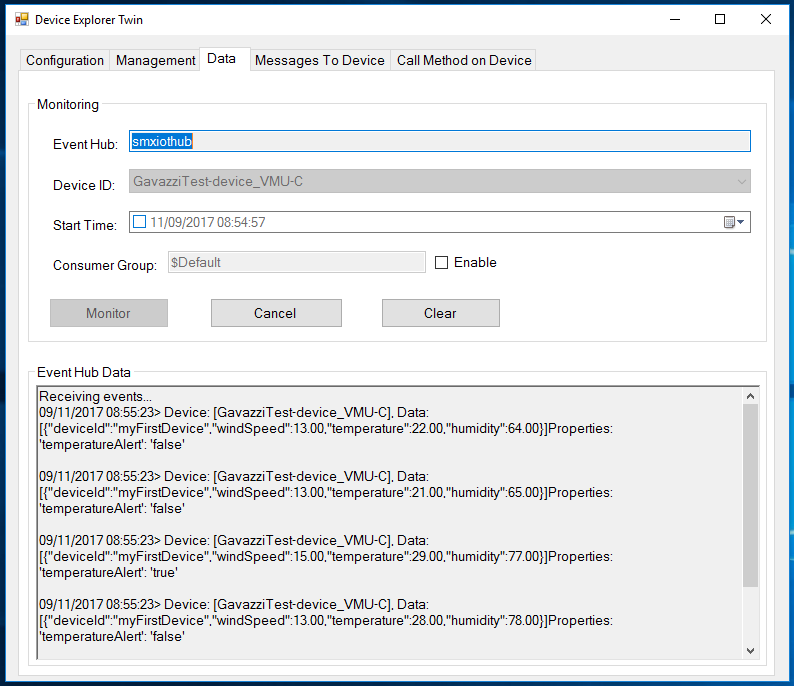 Device Explorer Twin
Configuration Management Data Messages To Device Call Method on Device
Monitoring
Event Hub: smxiothub
Device ID: GavazziTest-device_VMU-C
Start Time: 11/09/2017 08:54:57
Consumer Group: $Default Enable
Monitor Cancel Clear
Event Hub Data
Receiving events...
09/11/2017 08:55:23> Device: [GavazziTest-device_VMU-C], Data:
[{"deviceId":"myFirstDevice","windSpeed":13.00,"temperature":22.00,"humidity":64.00}]Properties:
'temperatureAlert': 'false'
09/11/2017 08:55:23> Device: [GavazziTest-device_VMU-C], Data:
[{"deviceId":"myFirstDevice","windSpeed":13.00,"temperature":21.00,"humidity":65.00}]Properties:
'temperatureAlert': 'false'
09/11/2017 08:55:23> Device: [GavazziTest-device_VMU-C], Data:
[{"deviceId":"myFirstDevice","windSpeed":15.00,"temperature":29.00,"humidity":77.00}]Properties:
'temperatureAlert': 'true'
09/11/2017 08:55:23> Device: [GavazziTest-device_VMU-C], Data:
[{"deviceId":"myFirstDevice","windSpeed":13.00,"temperature":28.00,"humidity":78.00}]Properties:
'temperatureAlert': 'false'